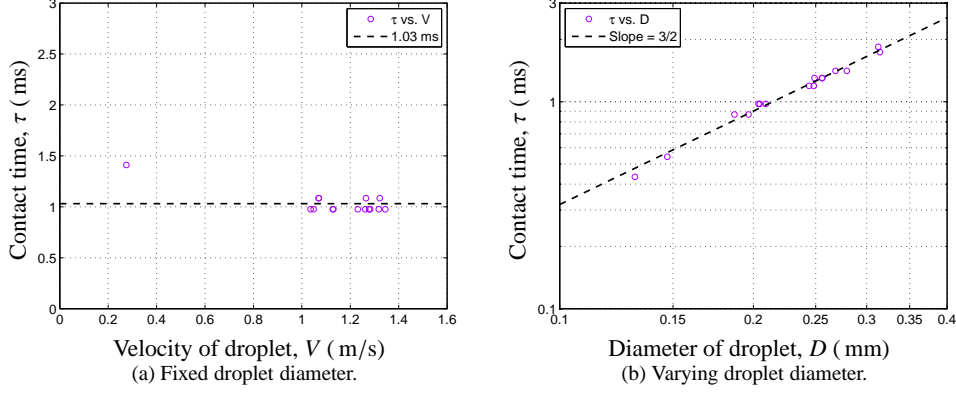 3
2.5
2
1.5
1
0.5
0
0 0.2 0.4 0.6 0.8 1 1.2 1.4 1.6
Contact time, τ ( ms)
τ vs. V
1.03 ms
Velocity of droplet, V ( m/s)
(a) Fixed droplet diameter.
3
1
0.1
0.1 0.15 0.2 0.25 0.3 0.35 0.4
Contact time, τ ( ms)
τ vs. D
Slope = 3/2
Diameter of droplet, D ( mm)
(b) Varying droplet diameter.